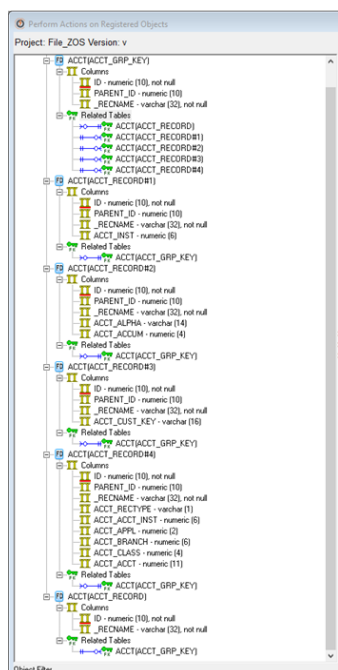 Perform Actions on Registered Objects
Project: File_ZOS Version: v
ACCT(ACCT_GRP_KEY)
Columns
ID - numeric (10), not null
PARENT_ID - numeric (10)
_RECNAME - varchar (32), not null
Related Tables
ACCT(ACCT_RECORD)
ACCT(ACCT_RECORD#1)
ACCT(ACCT_RECORD#2)
ACCT(ACCT_RECORD#3)
ACCT(ACCT_RECORD#4)
ACCT(ACCT_RECORD#1)
Columns
ID - numeric (10), not null
PARENT_ID - numeric (10)
_RECNAME - varchar (32), not null
ACCT_INST - numeric (6)
Related Tables
ACCT(ACCT_GRP_KEY)
ACCT(ACCT_RECORD#2)
Columns
ID - numeric (10), not null
PARENT_ID - numeric (10)
_RECNAME - varchar (32), not null
ACCT_ALPHA - varchar (14)
ACCT_ACCUM - numeric (4)
Related Tables
ACCT(ACCT_GRP_KEY)
ACCT(ACCT_RECORD#3)
Columns
ID - numeric (10), not null
PARENT_ID - numeric (10)
_RECNAME - varchar (32), not null
ACCT_CUST_KEY - varchar (16)
Related Tables
ACCT(ACCT_GRP_KEY)
ACCT(ACCT_RECORD#4)
Columns
ID - numeric (10), not null
PARENT_ID - numeric (10)
_RECNAME - varchar (32), not null
ACCT_RECTYPE - varchar (1)
ACCT_ACCT_INST - numeric (6)
ACCT_APPL - numeric (2)
ACCT_BRANCH - numeric (6)
ACCT_CLASS - numeric (4)
ACCT_ACCT - numeric (11)
Related Tables
ACCT(ACCT_GRP_KEY)
ACCT(ACCT_RECORD)
Columns
ID - numeric (10), not null
_RECNAME - varchar (32), not null
Related Tables
ACCT(ACCT_GRP_KEY)
Object Filter